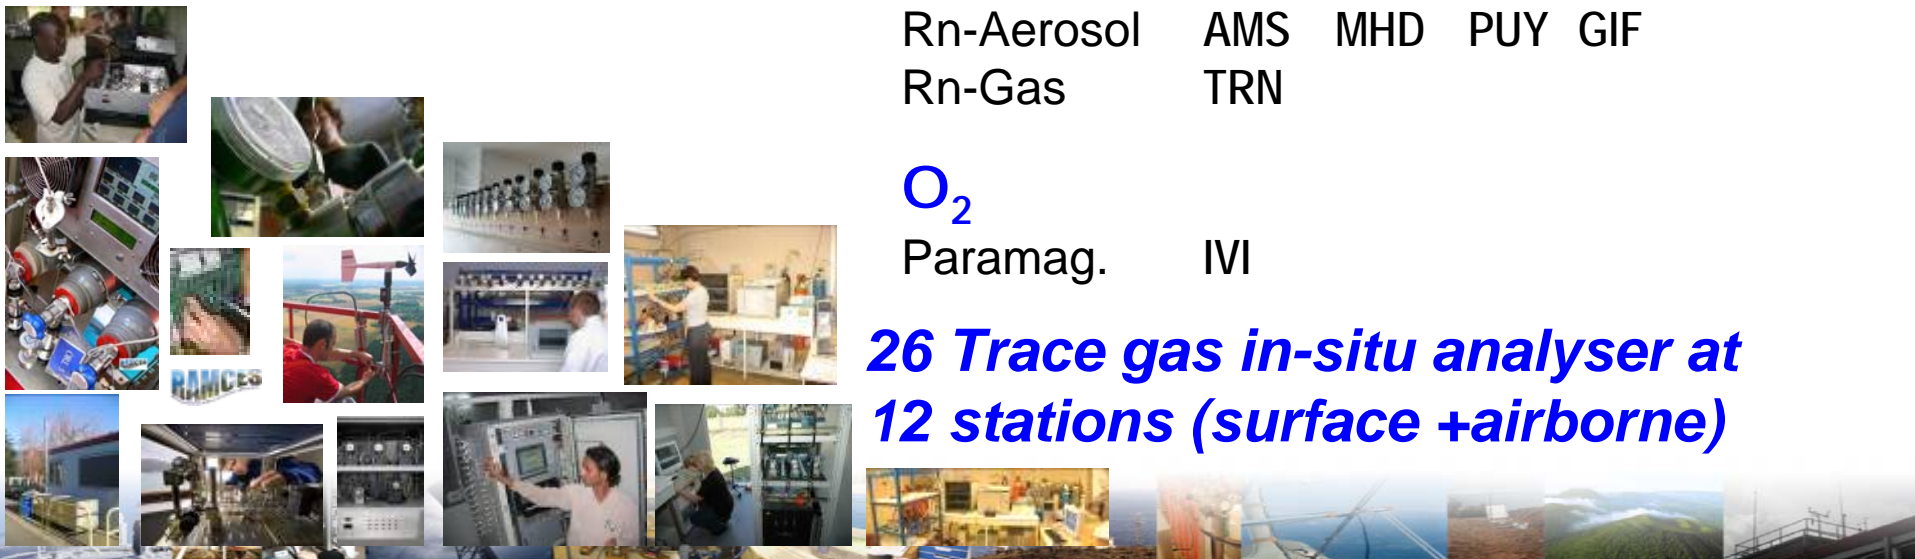 Rn-Aerosol AMS MHD PUY GIF
Rn-Gas TRN
O₂
Paramag. IVI
RAMCES
26 Trace gas in-situ analyser at
12 stations (surface +airborne)